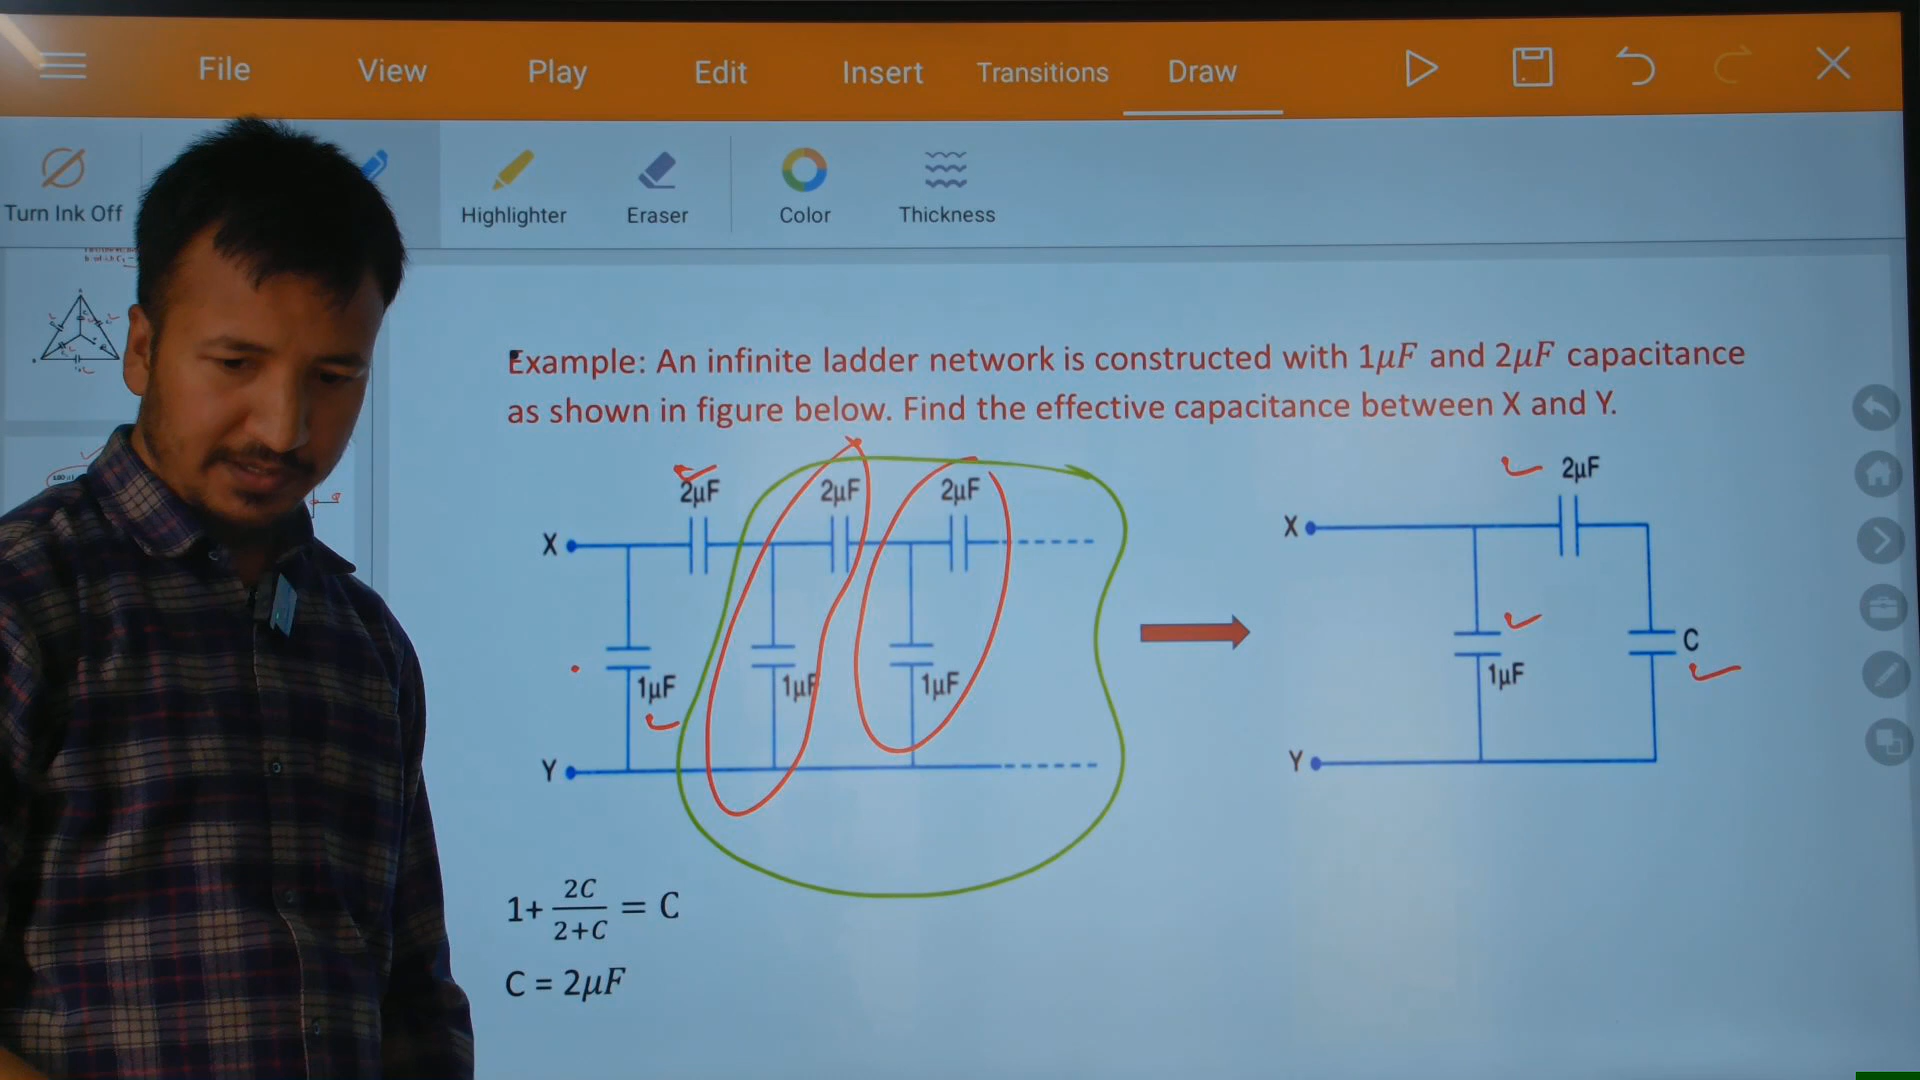 File View Play Edit Insert Transitions Draw
Turn Ink Off Highlighter Eraser Color Thickness
Example: An infinite ladder network is constructed with 1μF and 2μF capacitance
as shown in figure below. Find the effective capacitance between X and Y.
2μF 2μF 2μF
X
1μF 1μF 1μF
Y
2μF
X
C
1μF
Y
1+ 2C/2+C = C
C = 2μF